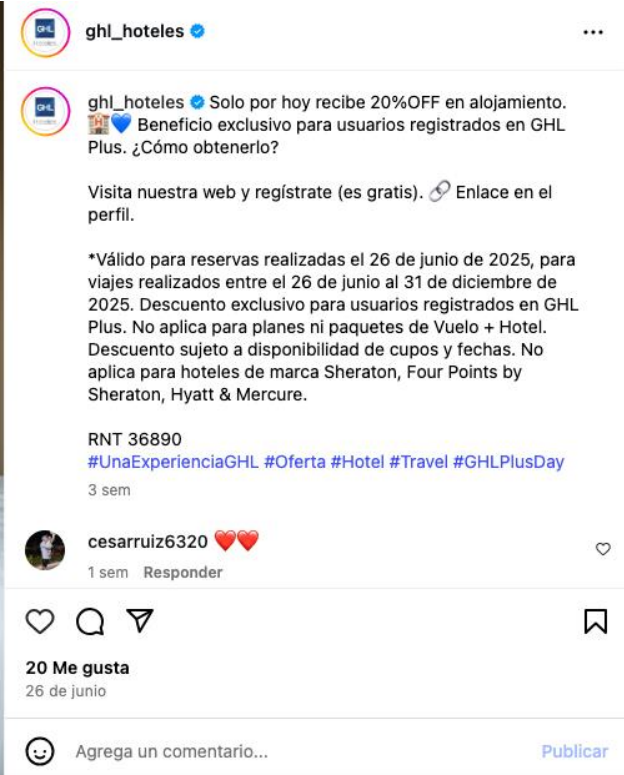 GHL
ghl_hoteles
...
GHL
ghl_hoteles Solo por hoy recibe 20%OFF en alojamiento.
🏨💙 Beneficio exclusivo para usuarios registrados en GHL
Plus. ¿Cómo obtenerlo?
Visita nuestra web y regístrate (es gratis). 🔗 Enlace en el
perfil.
*Válido para reservas realizadas el 26 de junio de 2025, para
viajes realizados entre el 26 de junio al 31 de diciembre de
2025. Descuento exclusivo para usuarios registrados en GHL
Plus. No aplica para planes ni paquetes de Vuelo + Hotel.
Descuento sujeto a disponibilidad de cupos y fechas. No
aplica para hoteles de marca Sheraton, Four Points by
Sheraton, Hyatt & Mercure.
RNT 36890
#UnaExperienciaGHL #Oferta #Hotel #Travel #GHLPlusDay
3 sem
cesarruiz6320 ❤️❤️
1 sem Responder
20 Me gusta
26 de junio
Agrega un comentario...
Publicar